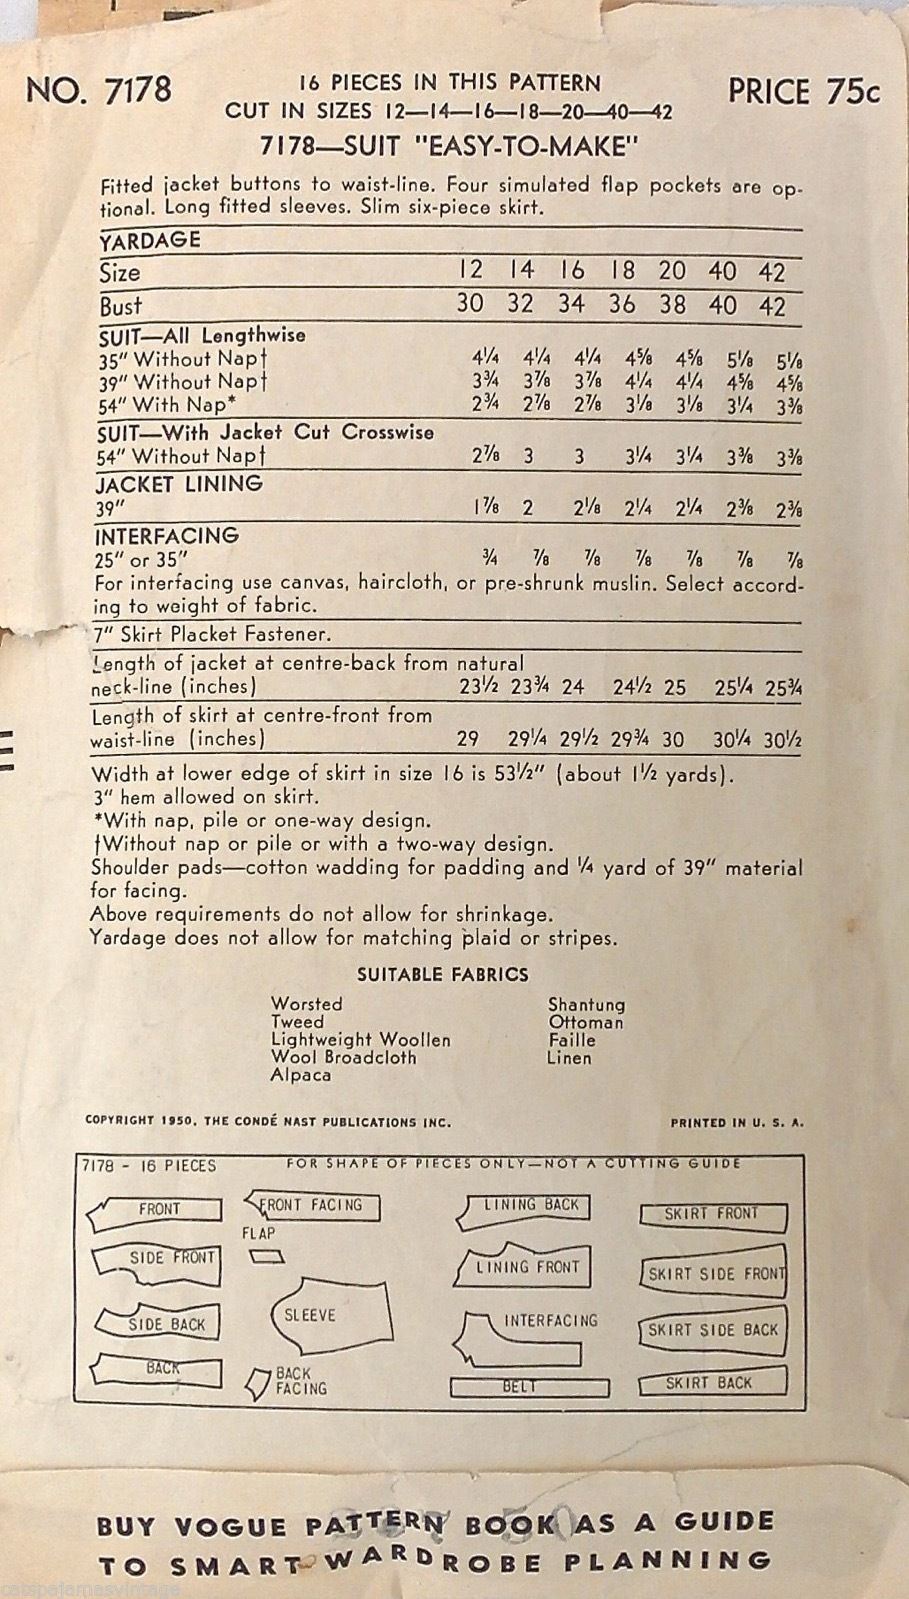 NO. 7178
16 PIECES IN THIS PATTERN
PRICE 75c
CUT IN SIZES 12—14—16—18—20—40—42
7178—SUIT "EASY-TO-MAKE"
Fitted jacket buttons to waist-line. Four simulated flap pockets are op-
tional. Long fitted sleeves. Slim six-piece skirt.
YARDAGE
Size 12 14 16 18 20 40 42
Bust 30 32 34 36 38 40 42
SUIT—All Lengthwise
35" Without Nap† 4¼ 4¼ 4¼ 4⅝ 4⅝ 5⅛ 5⅛
39" Without Nap† 3¾ 3⅞ 3⅞ 4¼ 4¼ 4⅝ 4⅝
54" With Nap* 2¾ 2⅞ 2⅞ 3⅛ 3⅛ 3¼ 3⅜
SUIT—With Jacket Cut Crosswise
54" Without Nap† 2⅞ 3 3 3¼ 3¼ 3⅜ 3⅜
JACKET LINING
39" 1⅞ 2 2⅛ 2¼ 2¼ 2⅜ 2⅜
INTERFACING
25" or 35" ¾ ⅞ ⅞ ⅞ ⅞ ⅞ ⅞
For interfacing use canvas, haircloth, or pre-shrunk muslin. Select accord-
ing to weight of fabric.
7" Skirt Placket Fastener.
Length of jacket at centre-back from natural
neck-line (inches) 23½ 23¾ 24 24½ 25 25¼ 25¾
Length of skirt at centre-front from
waist-line (inches) 29 29¼ 29½ 29¾ 30 30¼ 30½
Width at lower edge of skirt in size 16 is 53½" (about 1½ yards).
3" hem allowed on skirt.
*With nap, pile or one-way design.
†Without nap or pile or with a two-way design.
Shoulder pads—cotton wadding for padding and ¼ yard of 39" material
for facing.
Above requirements do not allow for shrinkage.
Yardage does not allow for matching plaid or stripes.
SUITABLE FABRICS
Worsted
Tweed
Lightweight Woollen
Wool Broadcloth
Alpaca
Shantung
Ottoman
Faille
Linen
COPYRIGHT 1950, THE CONDÉ NAST PUBLICATIONS INC.
PRINTED IN U. S. A.
7178 - 16 PIECES
FOR SHAPE OF PIECES ONLY—NOT A CUTTING GUIDE
FRONT
SIDE FRONT
SIDE BACK
BACK
FRONT FACING
FLAP
SLEEVE
BACK
FACING
LINING BACK
LINING FRONT
INTERFACING
BELT
SKIRT FRONT
SKIRT SIDE FRONT
SKIRT SIDE BACK
SKIRT BACK
BUY VOGUE PATTERN BOOK AS A GUIDE
TO SMART WARDROBE PLANNING
catspajamasvintage